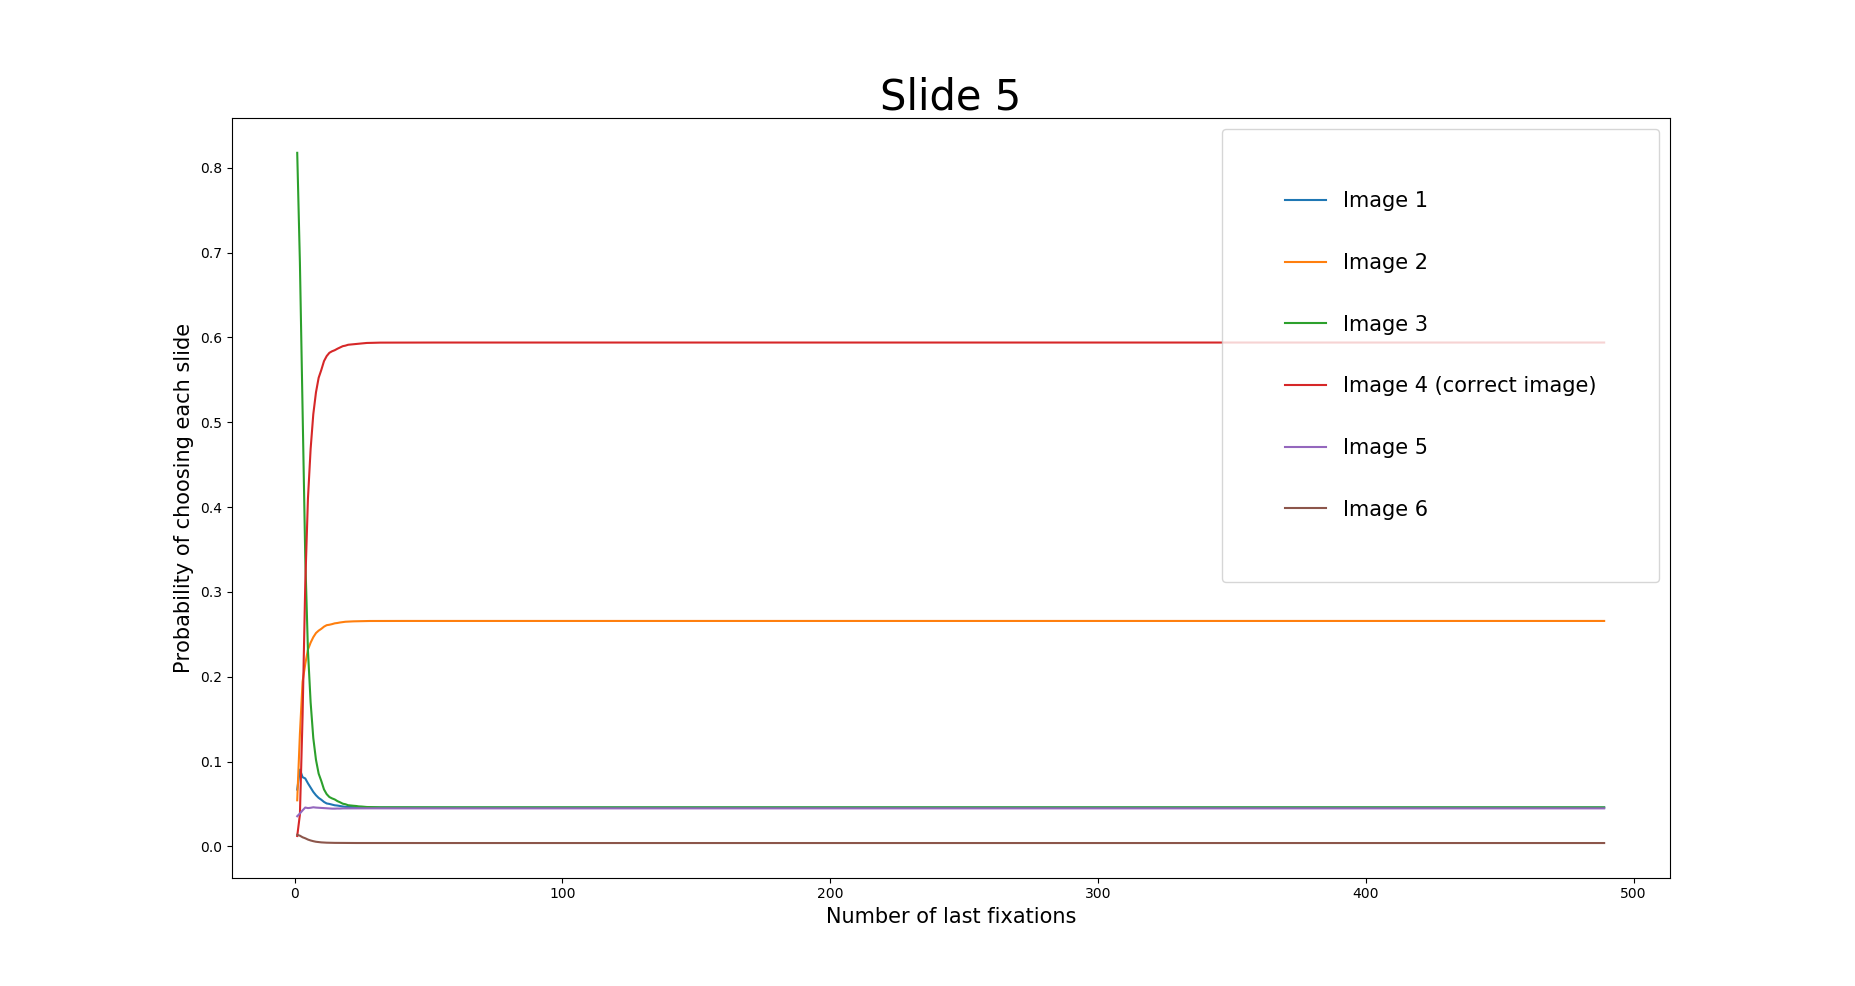 Slide 5
Probability of choosing each slide
0.8
0.7
0.6
0.5
0.4
0.3
0.2
0.1
0.0
Image 1
Image 2
Image 3
Image 4 (correct image)
Image 5
Image 6
0 100 200 300 400 500
Number of last fixations